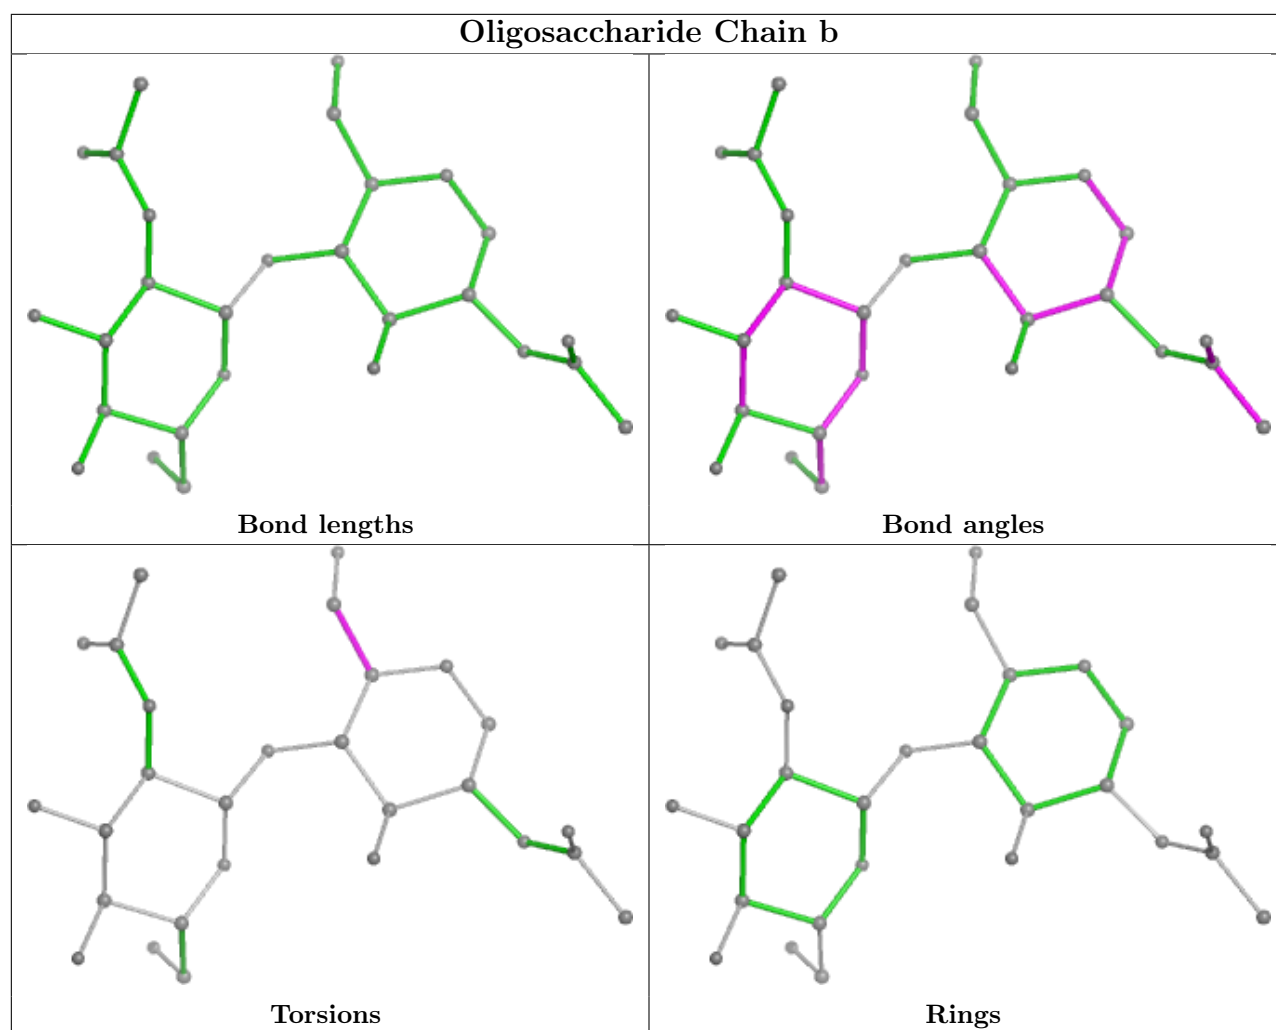 Oligosaccharide Chain b
Bond lengths
Bond angles
Torsions
Rings